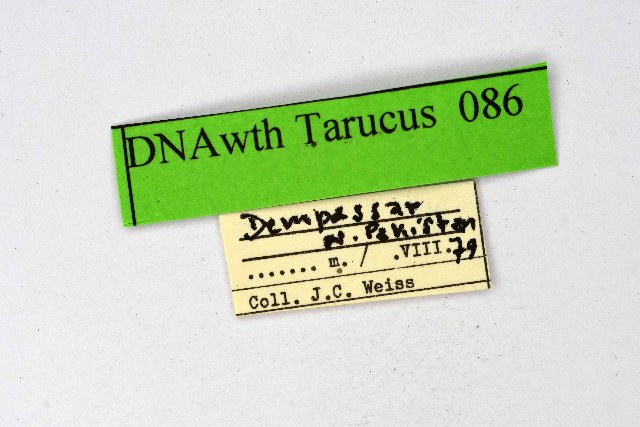 DNAwth Tarucus 086
Dempassar
w. Pakistan
....... m. / .VIII.79
Coll. J.C. Weiss